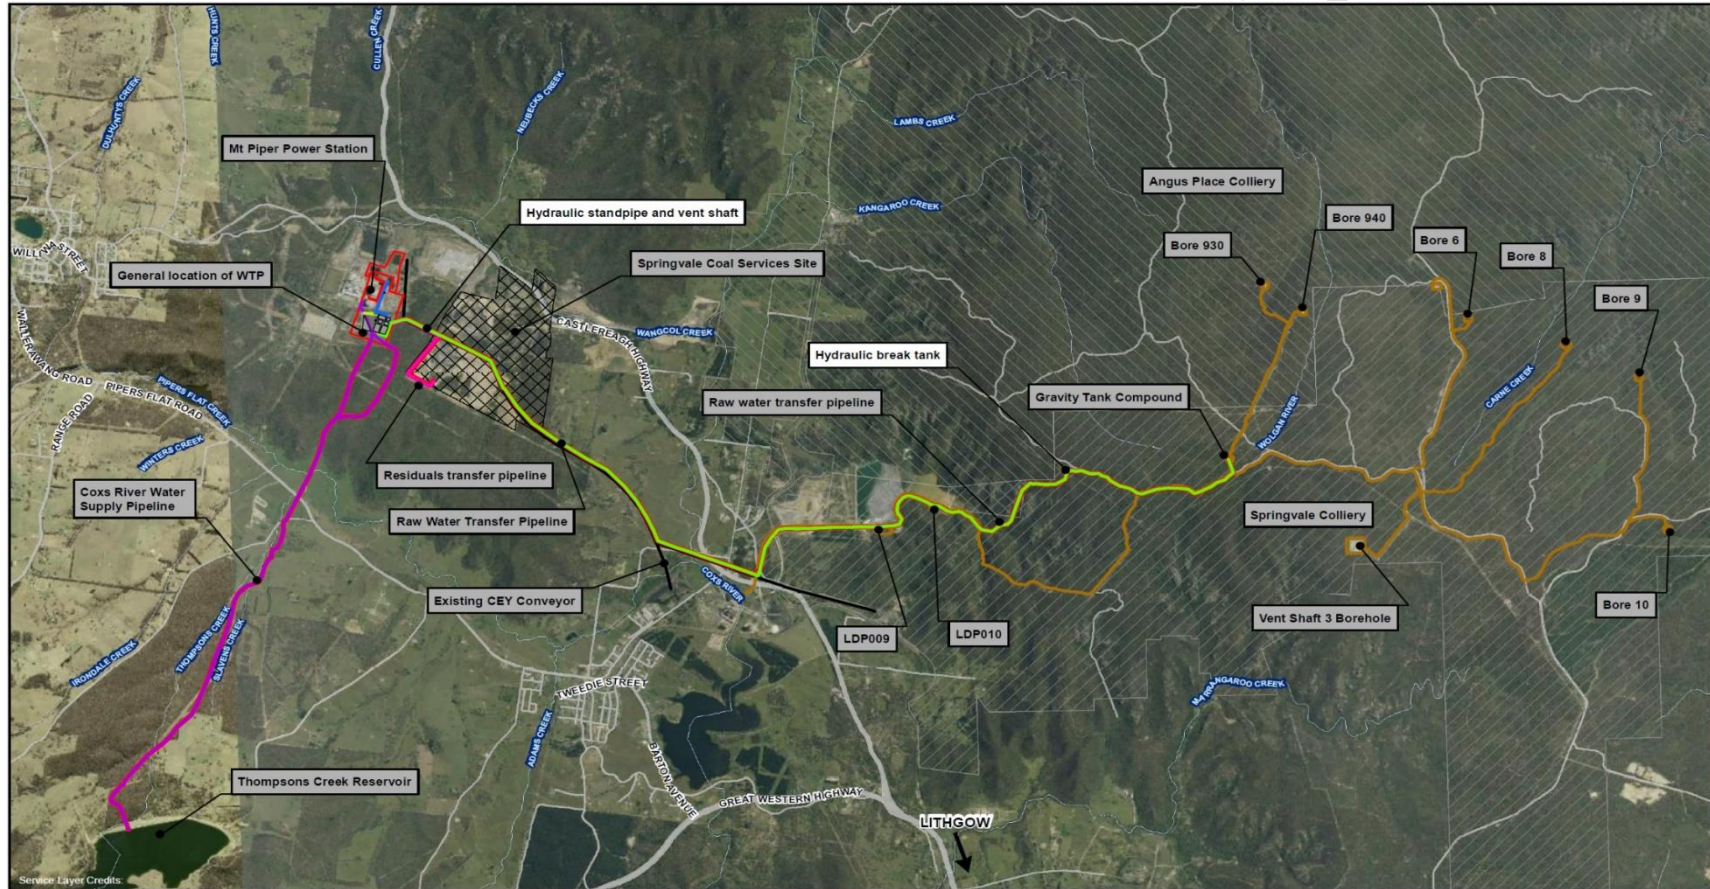 HUNTS CREEK
CULLEN CREEK
DULHUNTYS CREEK
NEUBECKS CREEK
LAMBS CREEK
Mt Piper Power Station
Angus Place Colliery
KANGAROO CREEK
Hydraulic standpipe and vent shaft
Bore 940
Bore 930
Bore 6
Bore 8
STREET
General location of WTP
Springvale Coal Services Site
Bore 9
WANGCOL CREEK
CASTLEREAGH HIGHWAY
WALLERAWANG ROAD
PIPERS FLAT ROAD
PIPERS FLAT CREEK
RANGE ROAD
Hydraulic break tank
Raw water transfer pipeline
Gravity Tank Compound
CARNE CREEK
WOLGAN RIVER
WINTERS CREEK
Residuals transfer pipeline
Coxs River Water
Supply Pipeline
Raw Water Transfer Pipeline
Springvale Colliery
Existing CEY Conveyor
COXS RIVER
LDP009
LDP010
Vent Shaft 3 Borehole
Bore 10
IRONDALE CREEK
THOMPSONS CREEK
SLAVENS CREEK
TWEEDIE STREET
MARRANGAROO CREEK
ADAMS CREEK
BARTON AVENUE
Thompsons Creek Reservoir
GREAT WESTERN HIGHWAY
LITHGOW
Service Layer Credits: